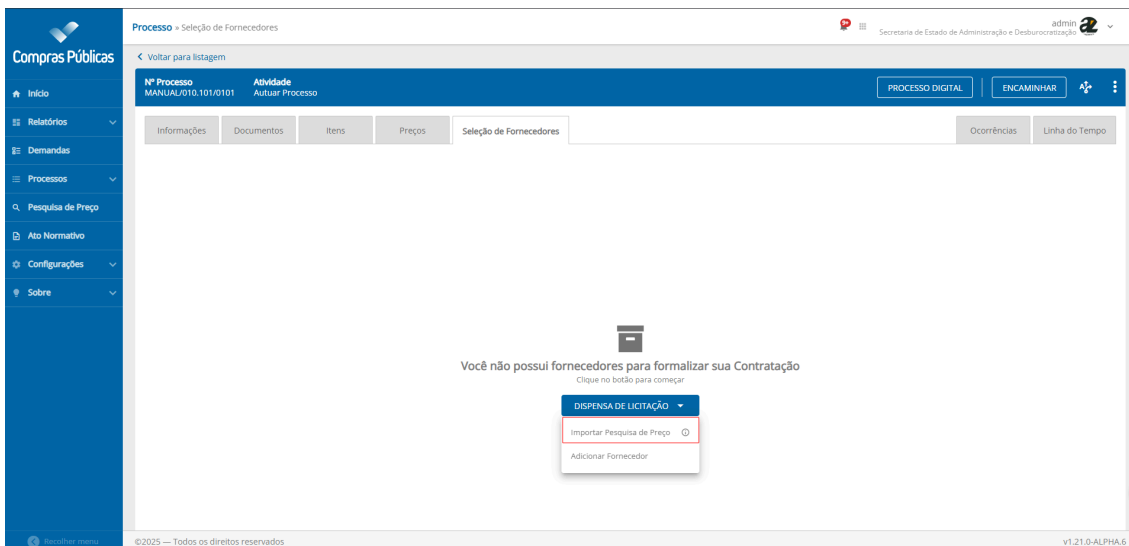 Compras Públicas
Início
Relatórios
Demandas
Processos
Pesquisa de Preço
Ato Normativo
Configurações
Sobre
Recolher menu
Processo » Seleção de Fornecedores
9+
admin
Secretaria de Estado de Administração e Desburocratização
Voltar para listagem
Nº Processo
MANUAL/010.101/0101
Atividade
Autuar Processo
PROCESSO DIGITAL
ENCAMINHAR
Informações
Documentos
Itens
Preços
Seleção de Fornecedores
Ocorrências
Linha do Tempo
Você não possui fornecedores para formalizar sua Contratação
Clique no botão para começar
DISPENSA DE LICITAÇÃO
Importar Pesquisa de Preço
Adicionar Fornecedor
©2025 — Todos os direitos reservados
v1.21.0-ALPHA.6